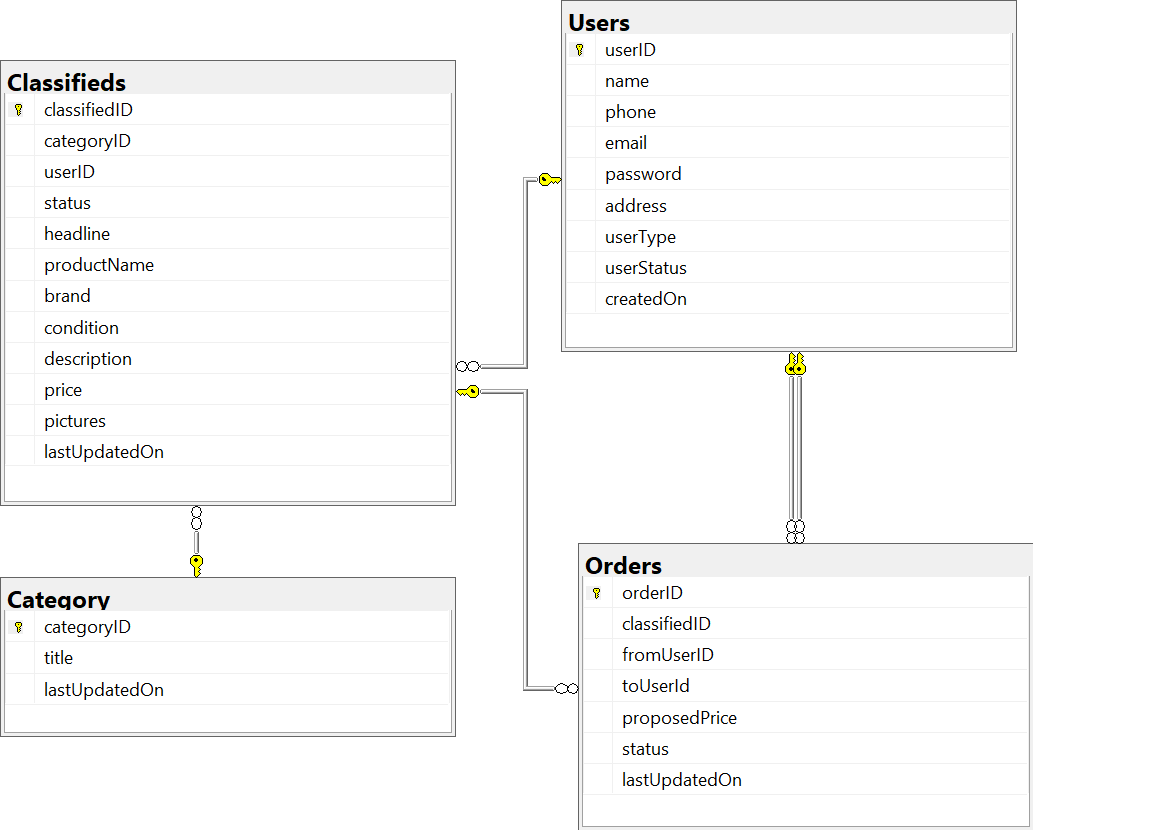 Users
userID
name
phone
email
password
address
userType
userStatus
createdOn
Classifieds
classifiedID
categoryID
userID
status
headline
productName
brand
condition
description
price
pictures
lastUpdatedOn
Category
categoryID
title
lastUpdatedOn
Orders
orderID
classifiedID
fromUserID
toUserId
proposedPrice
status
lastUpdatedOn